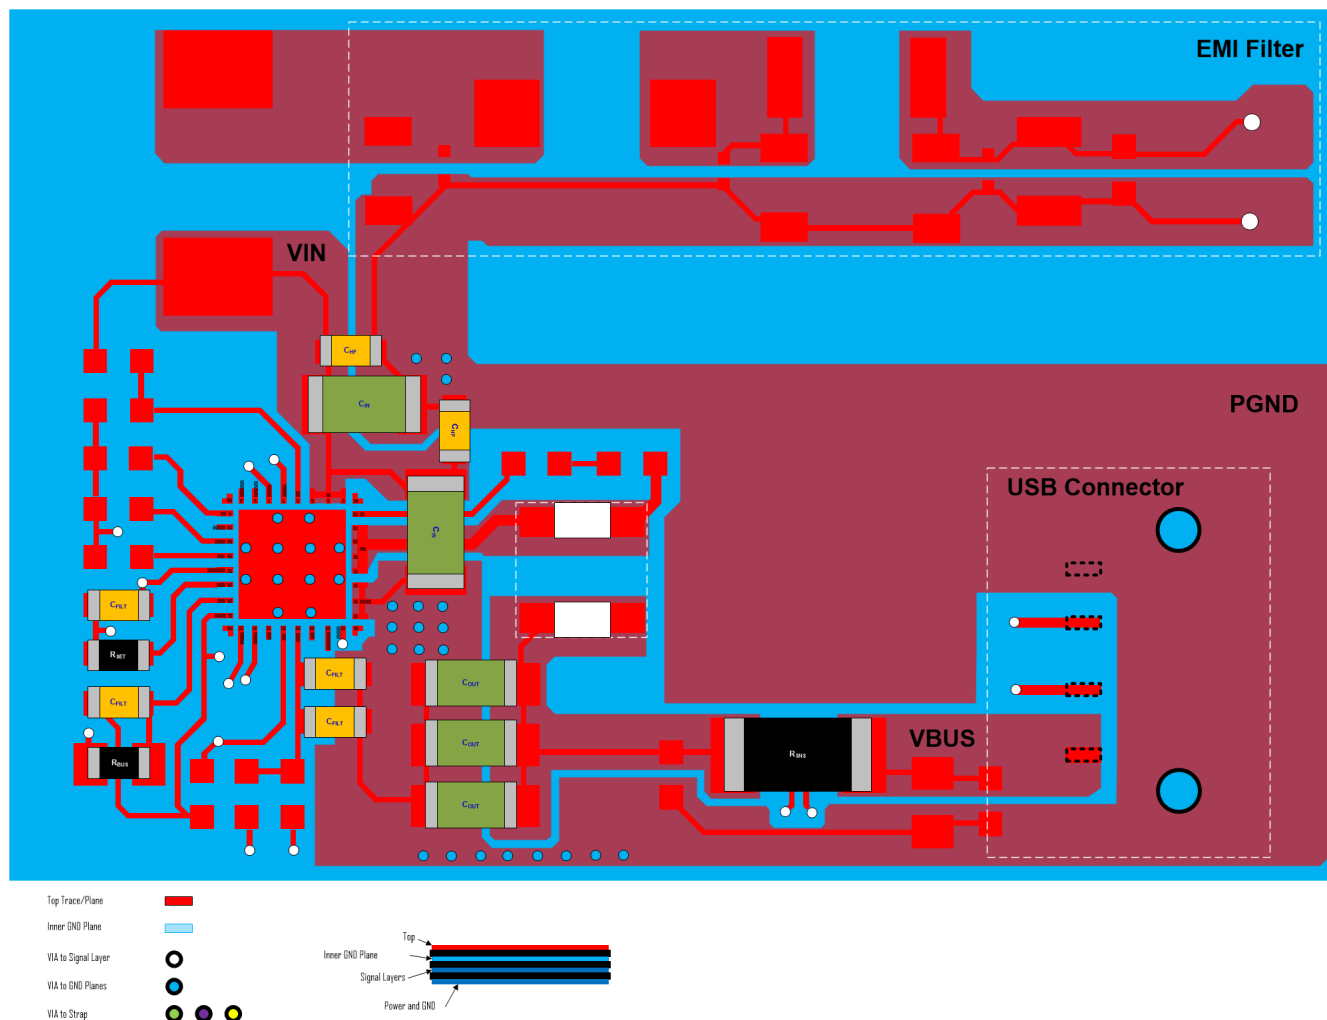 EMI Filter
VIN
CHF
CIN
PGND
CHF
USB Connector
CIN
CFILT
RSET
CFILT
COUT
CFILT
CFILT
COUT
VBUS
RSNS
RBUS
COUT
Top Trace/Plane
Inner GND Plane
VIA to Signal Layer
VIA to GND Planes
VIA to Strap
Top
Inner GND Plane
Signal Layers
Power and GND